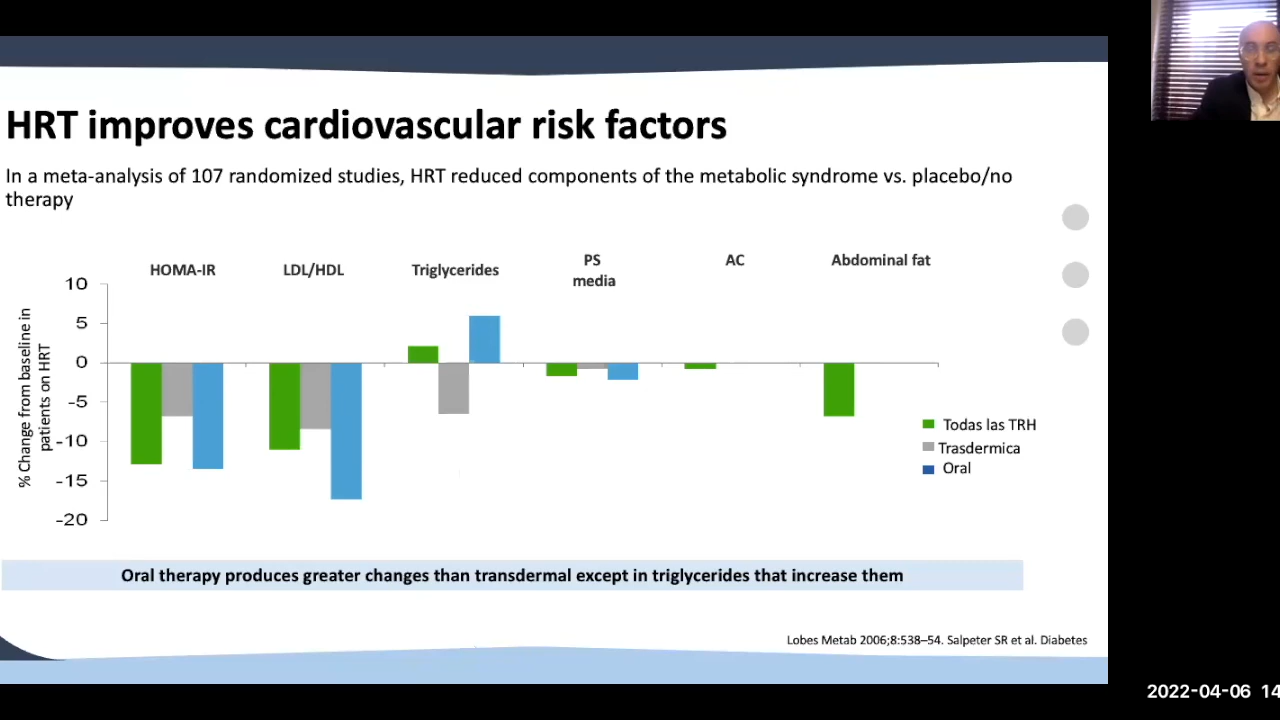 HRT improves cardiovascular risk factors
In a meta-analysis of 107 randomized studies, HRT reduced components of the metabolic syndrome vs. placebo/no
therapy
HOMA-IR
LDL/HDL
Triglycerides
PS
media
AC
Abdominal fat
% Change from baseline in
patients on HRT
10
5
0
-5
-10
-15
-20
Todas las TRH
Trasdermica
Oral
Oral therapy produces greater changes than transdermal except in triglycerides that increase them
Lobes Metab 2006;8:538–54. Salpeter SR et al. Diabetes
2022-04-06 14